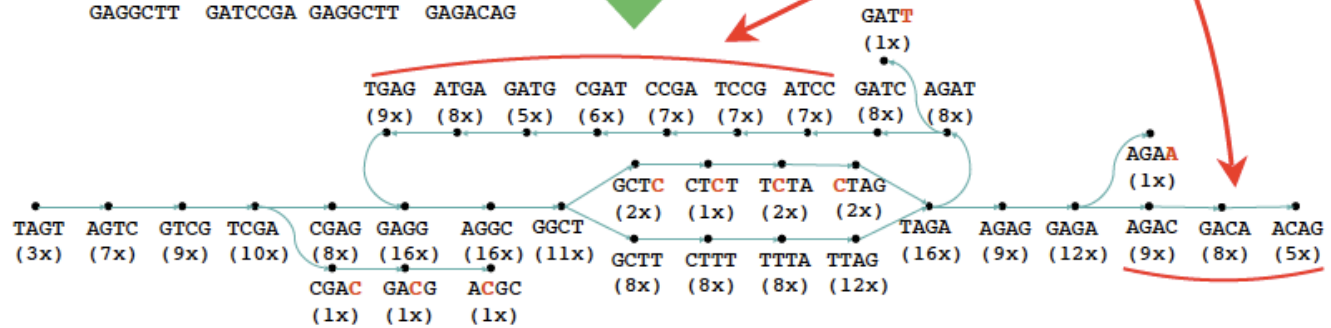 GAGGCTT GATCCGA GAGGCTT GAGACAG
GATT
(1x)
TGAG ATGA GATG CGAT CCGA TCCG ATCC GATC AGAT
(9x) (8x) (5x) (6x) (7x) (7x) (7x) (8x) (8x)
AGAA
(1x)
GCTC CTCT TCTA CTAG
(2x) (1x) (2x) (2x)
TAGT AGTC GTCG TCGA CGAG GAGG AGGC GGCT TAGA AGAG GAGA AGAC GACA ACAG
(3x) (7x) (9x) (10x) (8x) (16x) (16x) (11x) (16x) (9x) (12x) (9x) (8x) (5x)
GCTT CTTT TTTA TTAG
(8x) (8x) (8x) (12x)
CGAC GACG ACGC
(1x) (1x) (1x)